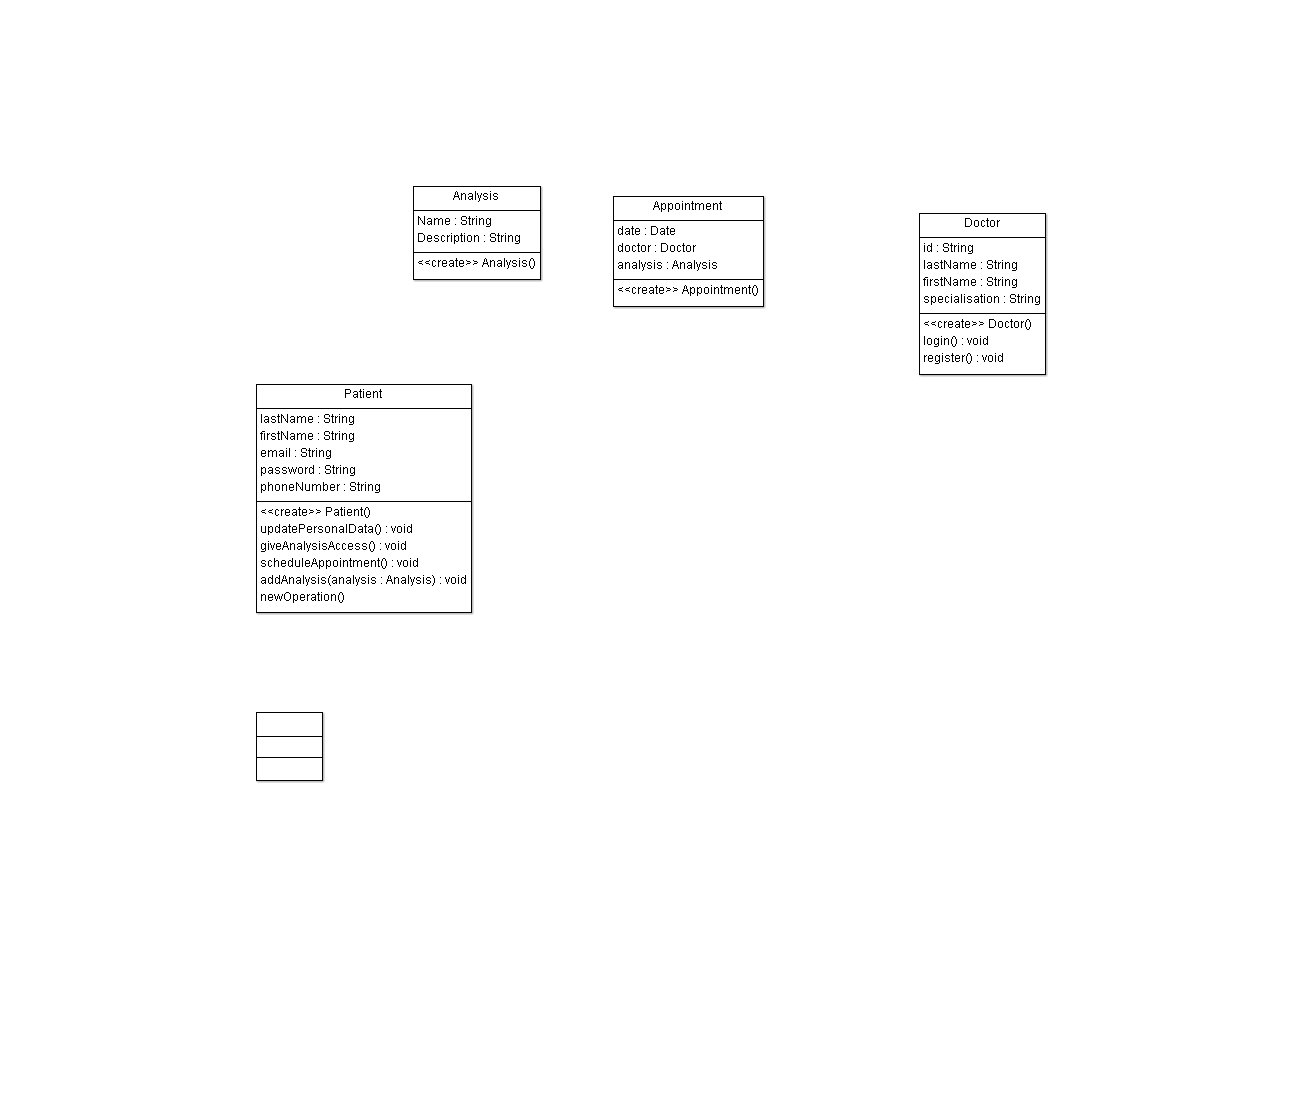 Analysis
Name : String
Description : String
<<create>> Analysis()
Appointment
date : Date
doctor : Doctor
analysis : Analysis
<<create>> Appointment()
Doctor
id : String
lastName : String
firstName : String
specialisation : String
<<create>> Doctor()
login() : void
register() : void
Patient
lastName : String
firstName : String
email : String
password : String
phoneNumber : String
<<create>> Patient()
updatePersonalData() : void
giveAnalysisAccess() : void
scheduleAppointment() : void
addAnalysis(analysis : Analysis) : void
newOperation()